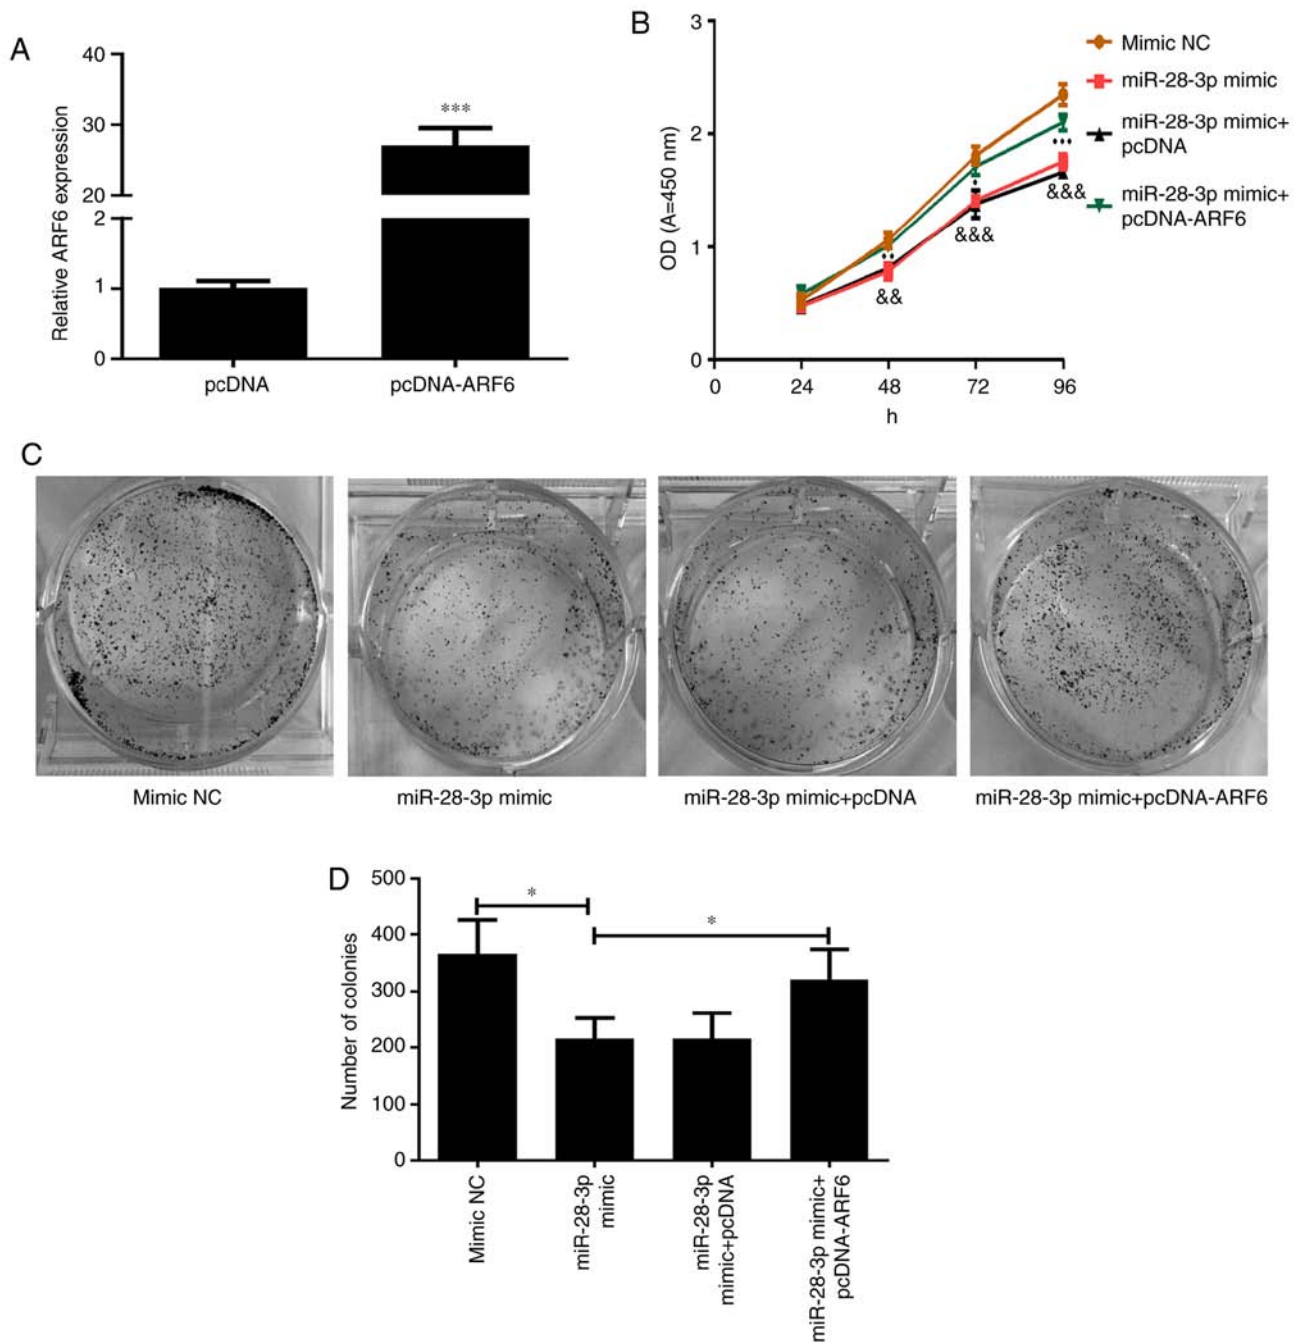 A
40
30
20
2
1
0
Relative ARF6 expression
***
pcDNA
pcDNA-ARF6
B
3
2
1
0
OD (A=450 nm)
0
24
48
72
96
h
&&
&&&
&&&
Mimic NC
miR-28-3p mimic
miR-28-3p mimic+
pcDNA
miR-28-3p mimic+
pcDNA-ARF6
C
Mimic NC
miR-28-3p mimic
miR-28-3p mimic+pcDNA
miR-28-3p mimic+pcDNA-ARF6
D
500
400
300
200
100
0
Number of colonies
*
*
Mimic NC
miR-28-3p
mimic
miR-28-3p
mimic+pcDNA
miR-28-3p mimic+
pcDNA-ARF6